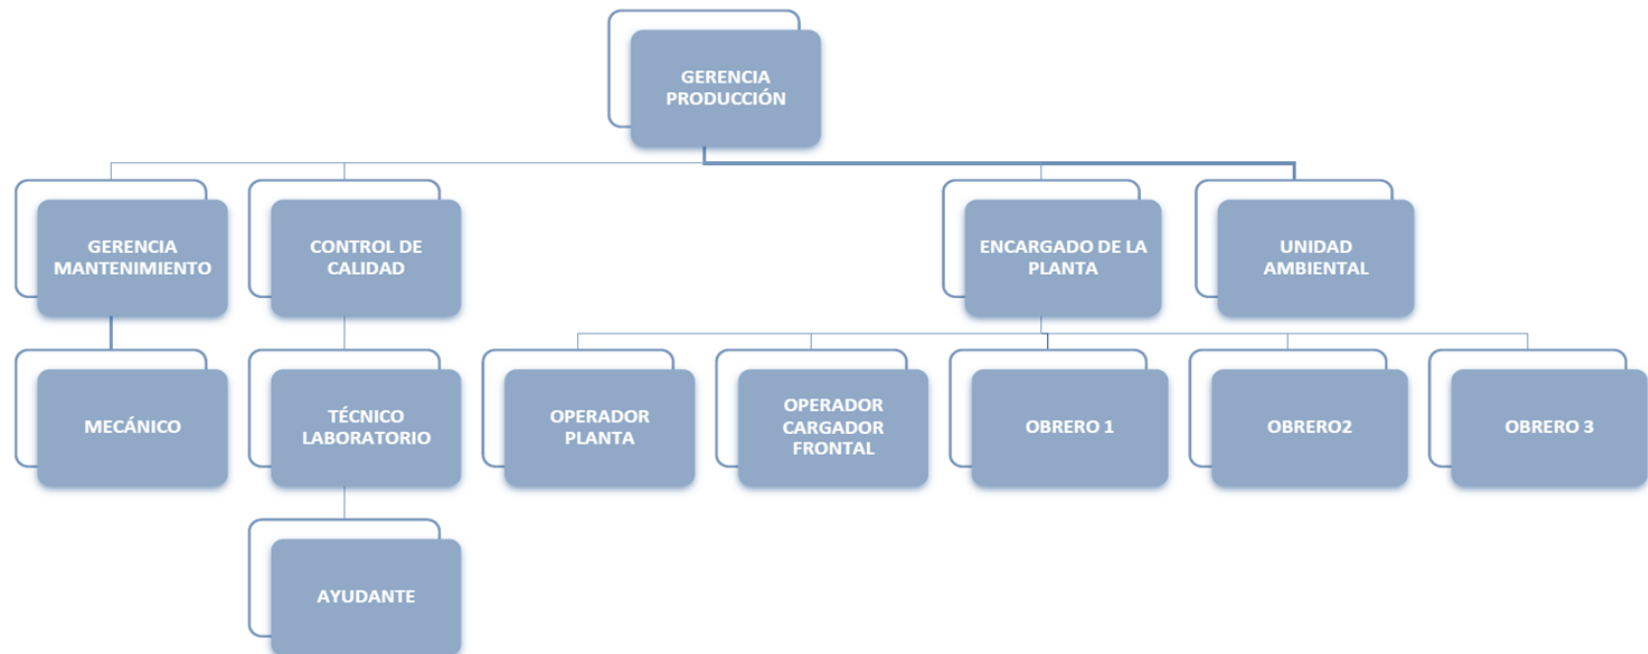 GERENCIA
PRODUCCIÓN
GERENCIA
MANTENIMIENTO
CONTROL DE
CALIDAD
ENCARGADO DE LA
PLANTA
UNIDAD
AMBIENTAL
MECÁNICO
TÉCNICO
LABORATORIO
OPERADOR
PLANTA
OPERADOR
CARGADOR
FRONTAL
OBRERO 1
OBRERO2
OBRERO 3
AYUDANTE